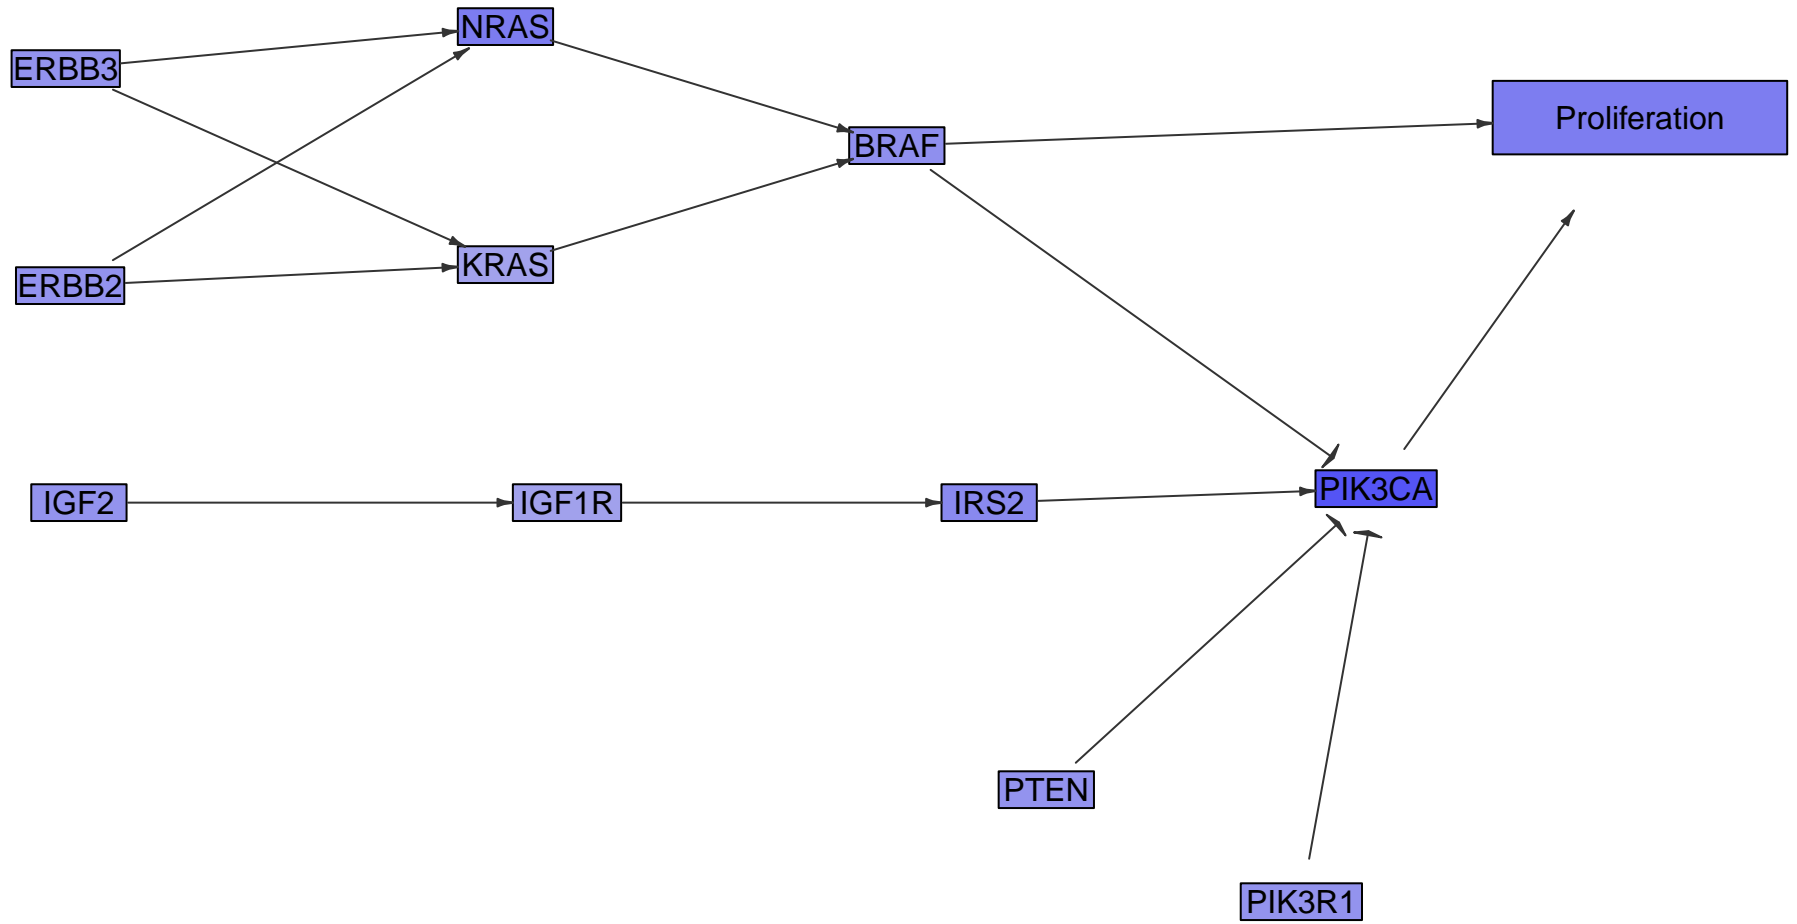 NRAS
ERBB3
Proliferation
BRAF
KRAS
ERBB2
IGF2
IGF1R
IRS2
PIK3CA
PTEN
PIK3R1